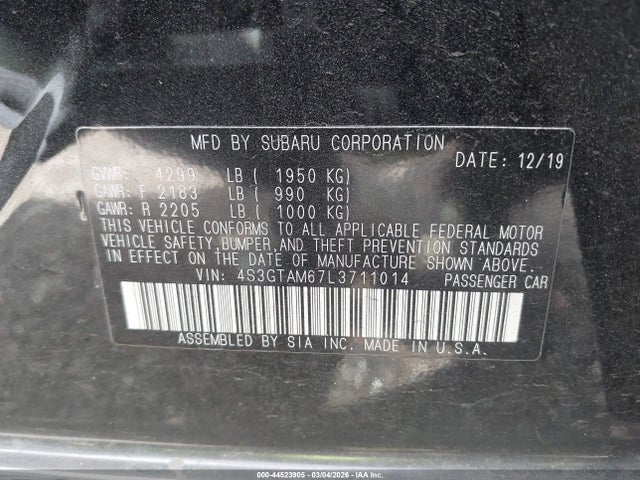 MFD BY SUBARU CORPORATION
DATE: 12/19
GVWR: 4299 LB ( 1950 KG)
GAWR: F 2183 LB ( 990 KG)
GAWR: R 2205 LB ( 1000 KG)
THIS VEHICLE CONFORMS TO ALL APPLICABLE FEDERAL MOTOR
VEHICLE SAFETY, BUMPER, AND THEFT PREVENTION STANDARDS
IN EFFECT ON THE DATE OF MANUFACTURE SHOWN ABOVE.
VIN: 4S3GTAM67L3711014 PASSENGER CAR
ASSEMBLED BY SIA INC. MADE IN U.S.A.
000-44523905 - 03/04/2026 - IAA Inc.